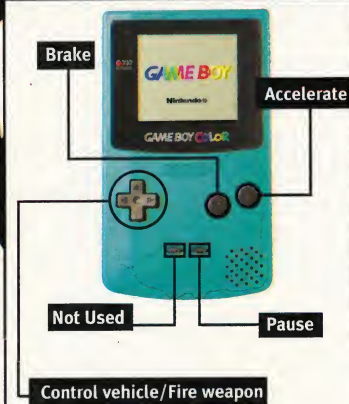 Brake
GAME BOY
Nintendo
Accelerate
GAME BOY COLOR
Not Used
Pause
Control vehicle/Fire weapon